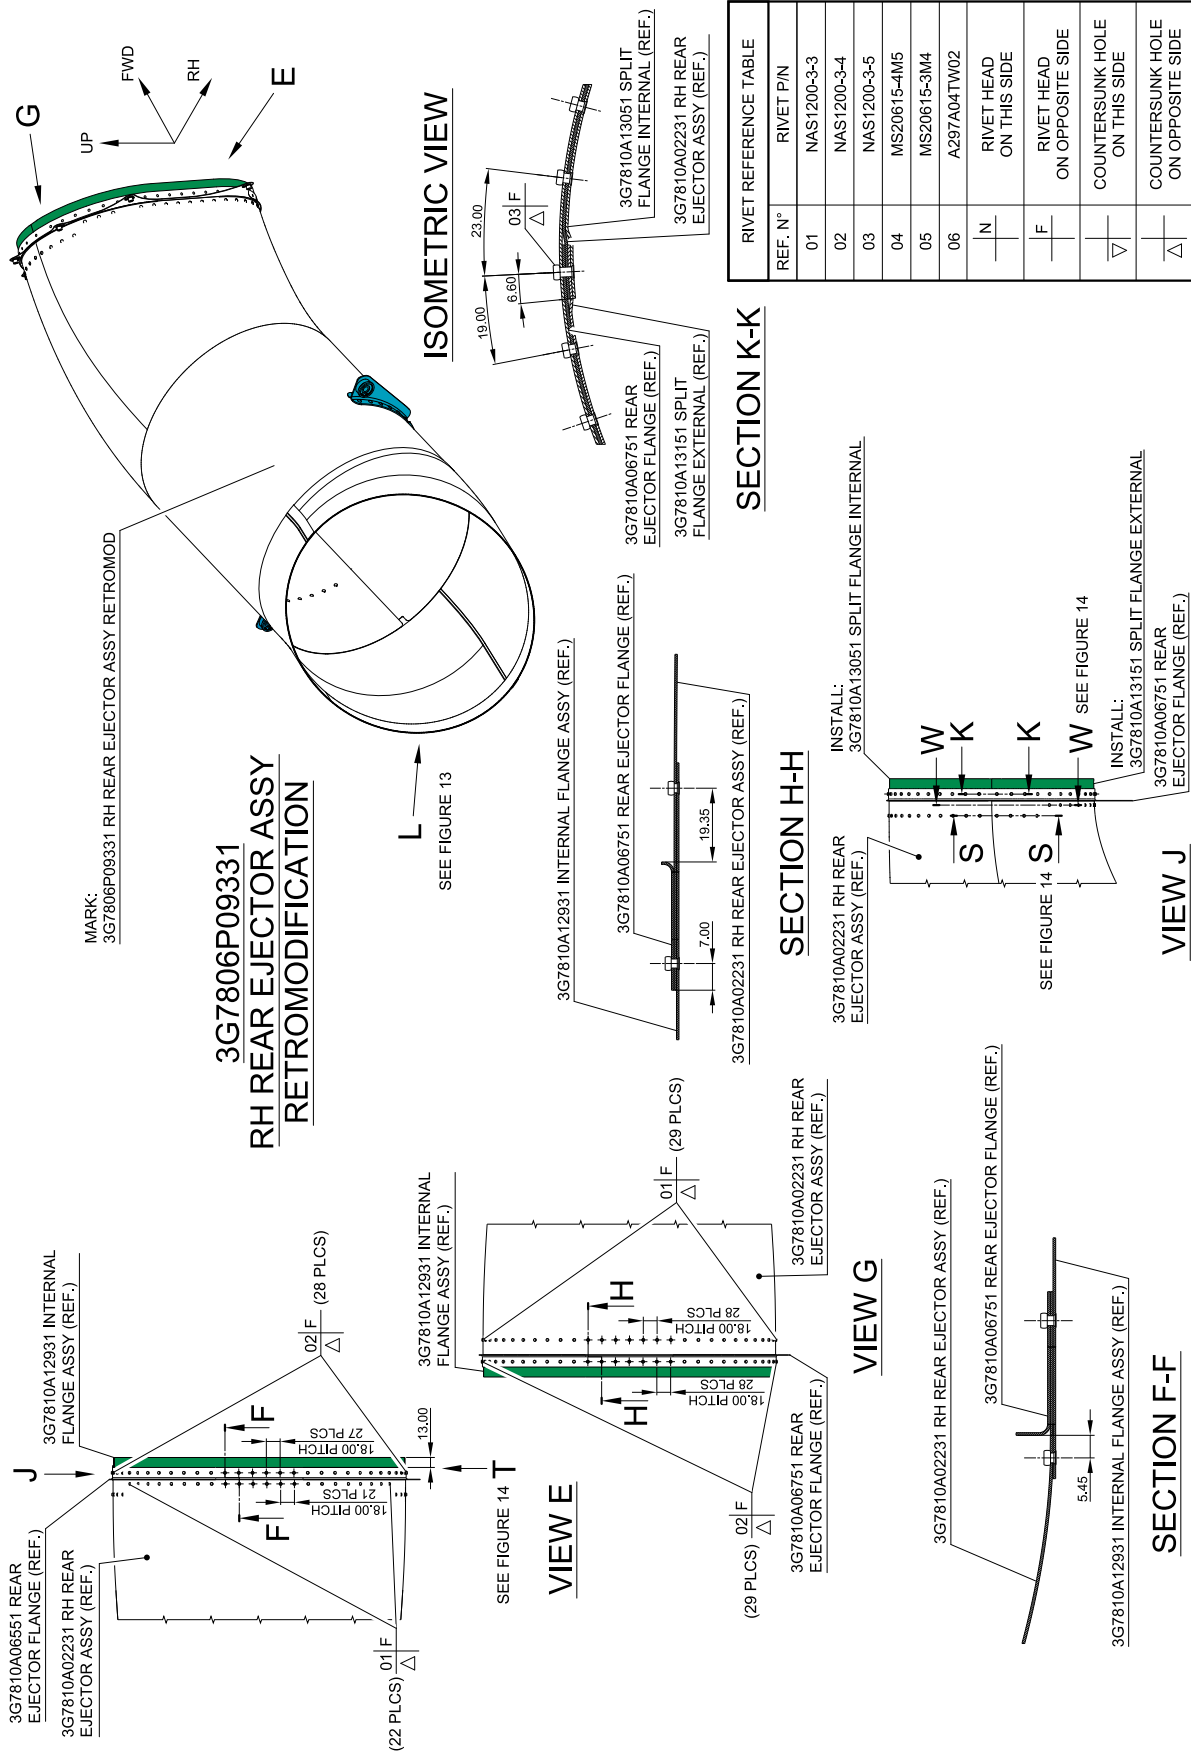 MARK:
3G7806P09331 RH REAR EJECTOR ASSY RETROMOD
3G7806P09331
RH REAR EJECTOR ASSY
RETROMODIFICATION
L
SEE FIGURE 13
G
E
UP
FWD
RH
ISOMETRIC VIEW
3G7810A06551 REAR
EJECTOR FLANGE (REF.)
3G7810A02231 RH REAR
EJECTOR ASSY (REF.)
J
3G7810A12931 INTERNAL
FLANGE ASSY (REF.)
01 F
(22 PLCS)
02 F
(28 PLCS)
F
F
18.00 PITCH
21 PLCS
18.00 PITCH
27 PLCS
13.00
T
SEE FIGURE 14
VIEW E
3G7810A12931 INTERNAL
FLANGE ASSY (REF.)
01 F
(29 PLCS)
H
H
18.00 PITCH
28 PLCS
18.00 PITCH
28 PLCS
02 F
(29 PLCS)
3G7810A06751 REAR
EJECTOR FLANGE (REF.)
3G7810A02231 RH REAR
EJECTOR ASSY (REF.)
VIEW G
3G7810A12931 INTERNAL FLANGE ASSY (REF.)
3G7810A06751 REAR EJECTOR FLANGE (REF.)
7.00
19.35
3G7810A02231 RH REAR EJECTOR ASSY (REF.)
SECTION H-H
19.00
23.00
6.60
03 F
3G7810A13051 SPLIT
FLANGE INTERNAL (REF.)
3G7810A02231 RH REAR
EJECTOR ASSY (REF.)
3G7810A06751 REAR
EJECTOR FLANGE (REF.)
3G7810A13151 SPLIT
FLANGE EXTERNAL (REF.)
SECTION K-K
3G7810A02231 RH REAR EJECTOR ASSY (REF.)
3G7810A06751 REAR EJECTOR FLANGE (REF.)
5.45
3G7810A12931 INTERNAL FLANGE ASSY (REF.)
SECTION F-F
3G7810A02231 RH REAR
EJECTOR ASSY (REF.)
INSTALL:
3G7810A13051 SPLIT FLANGE INTERNAL
W
K
K
W
SEE FIGURE 14
S
S
SEE FIGURE 14
INSTALL:
3G7810A13151 SPLIT FLANGE EXTERNAL
3G7810A06751 REAR
EJECTOR FLANGE (REF.)
VIEW J
RIVET REFERENCE TABLE
REF. N° RIVET P/N
01 NAS1200-3-3
02 NAS1200-3-4
03 NAS1200-3-5
04 MS20615-4M5
05 MS20615-3M4
06 A297A04TW02
N RIVET HEAD
ON THIS SIDE
F RIVET HEAD
ON OPPOSITE SIDE
COUNTERSUNK HOLE
ON THIS SIDE
COUNTERSUNK HOLE
ON OPPOSITE SIDE